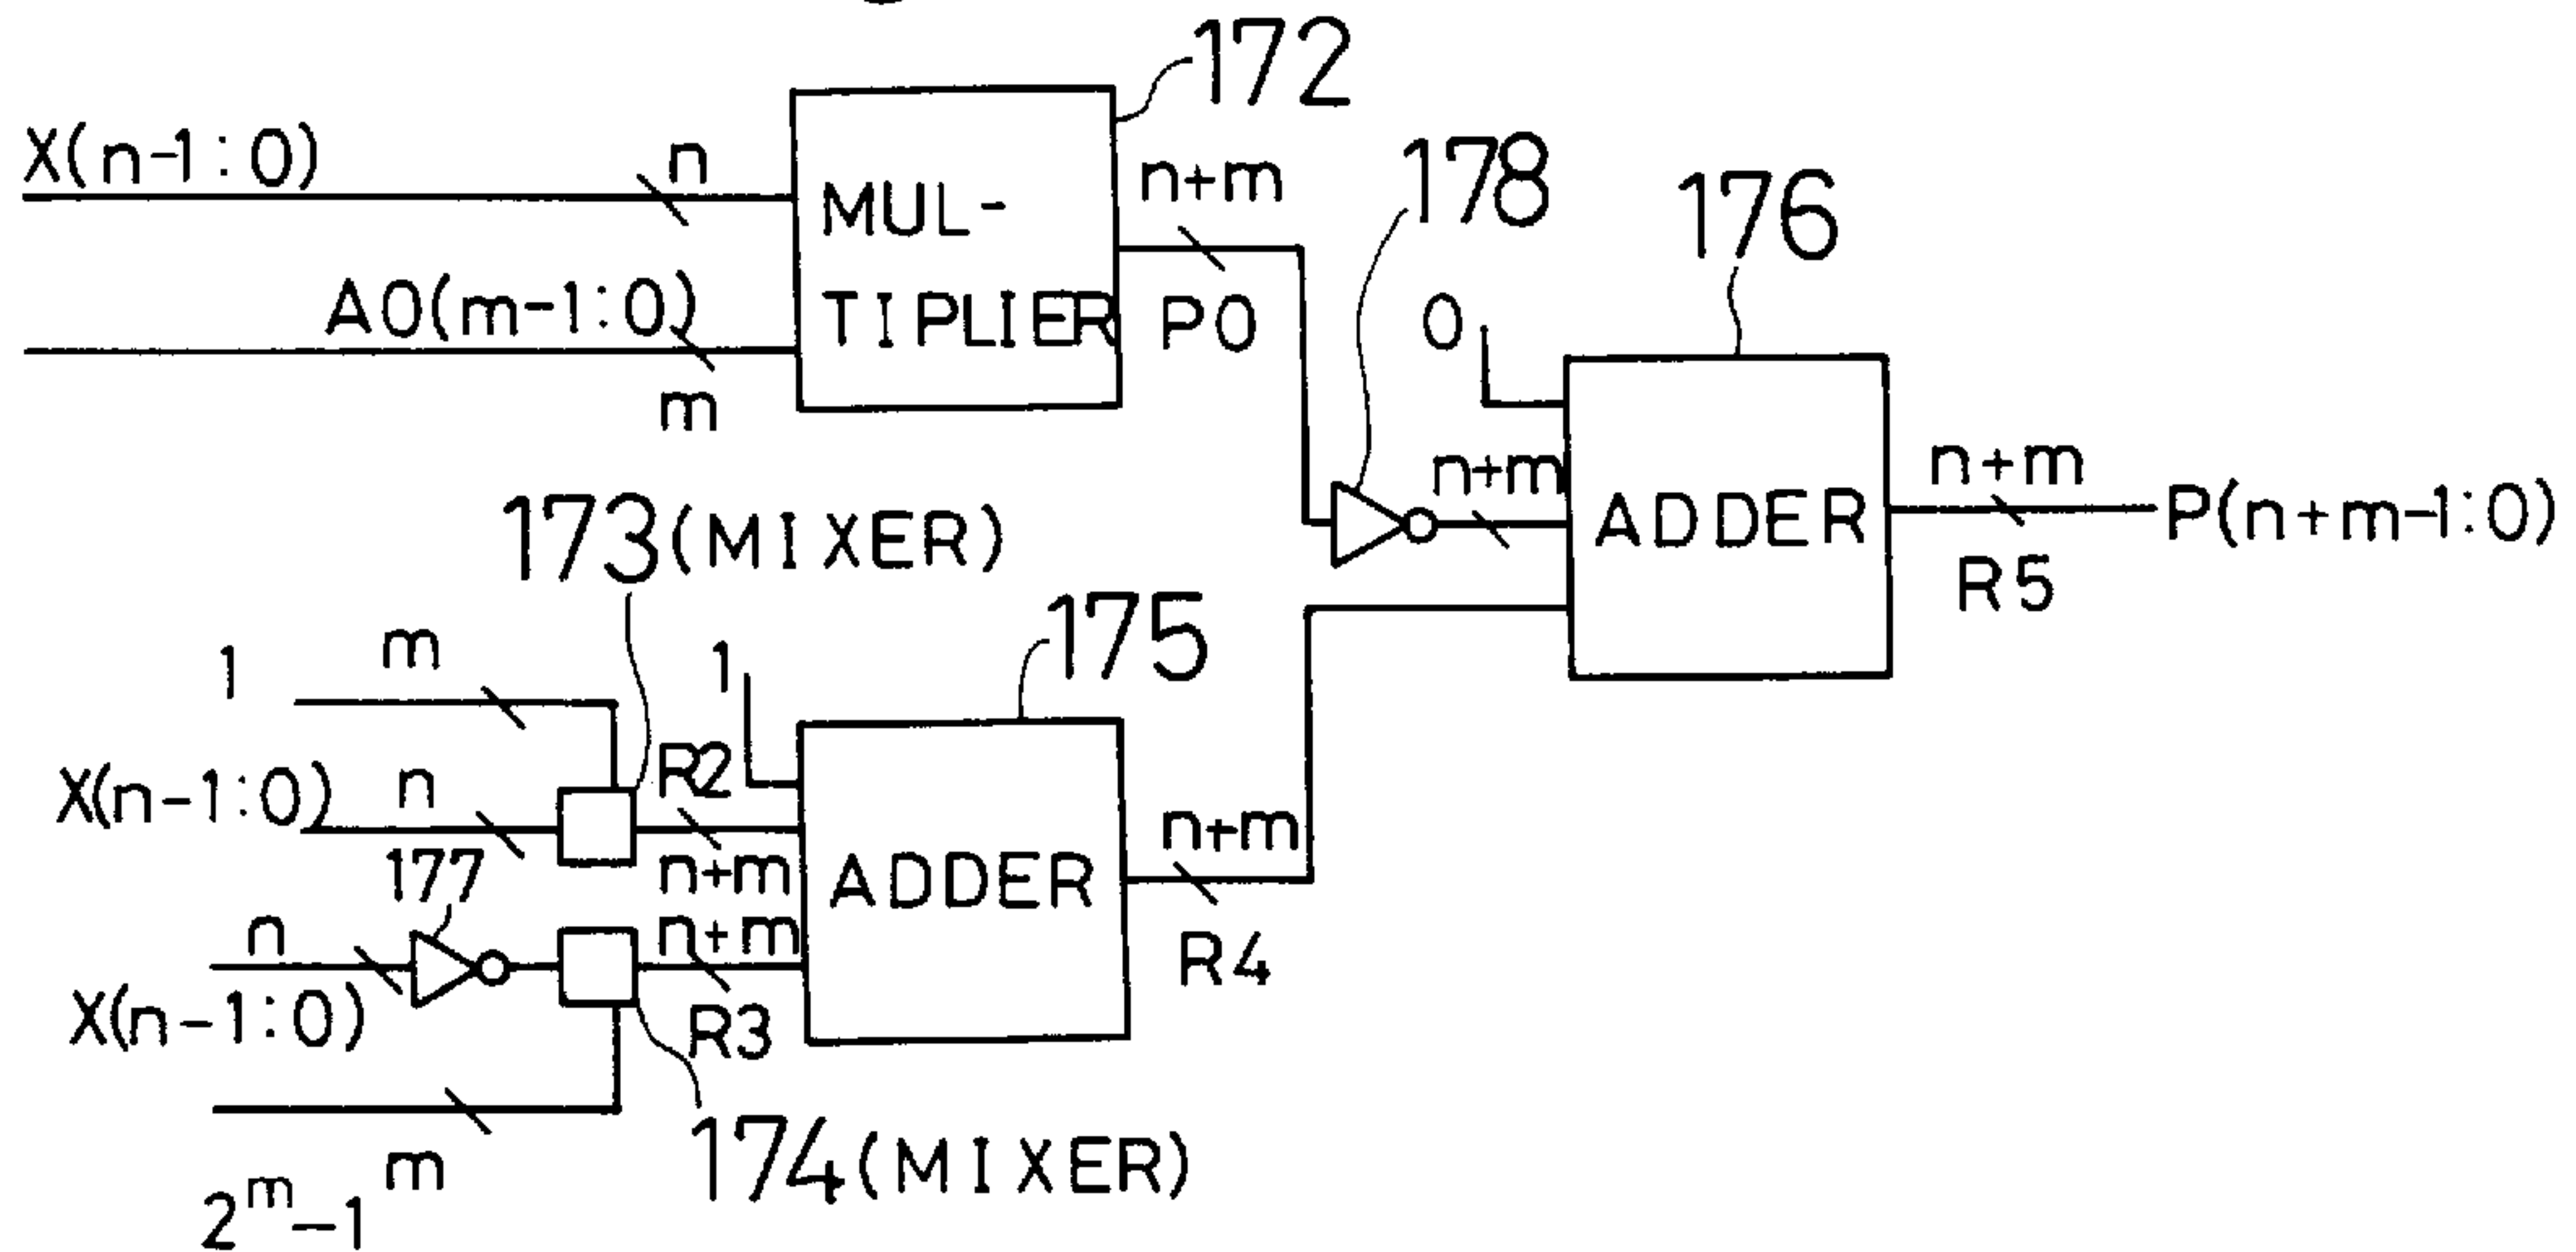 172
X(n-1:0)
n
n+m
178
176
MUL-
TIPLIER
A0(m-1:0)
m
P0
0
n+m
n+m
ADDER
P(n+m-1:0)
R5
173(MIXER)
175
1
m
1
X(n-1:0)
n
R2
n+m
177
ADDER
n+m
n
n+m
R4
X(n-1:0)
R3
174(MIXER)
m
2^m-1